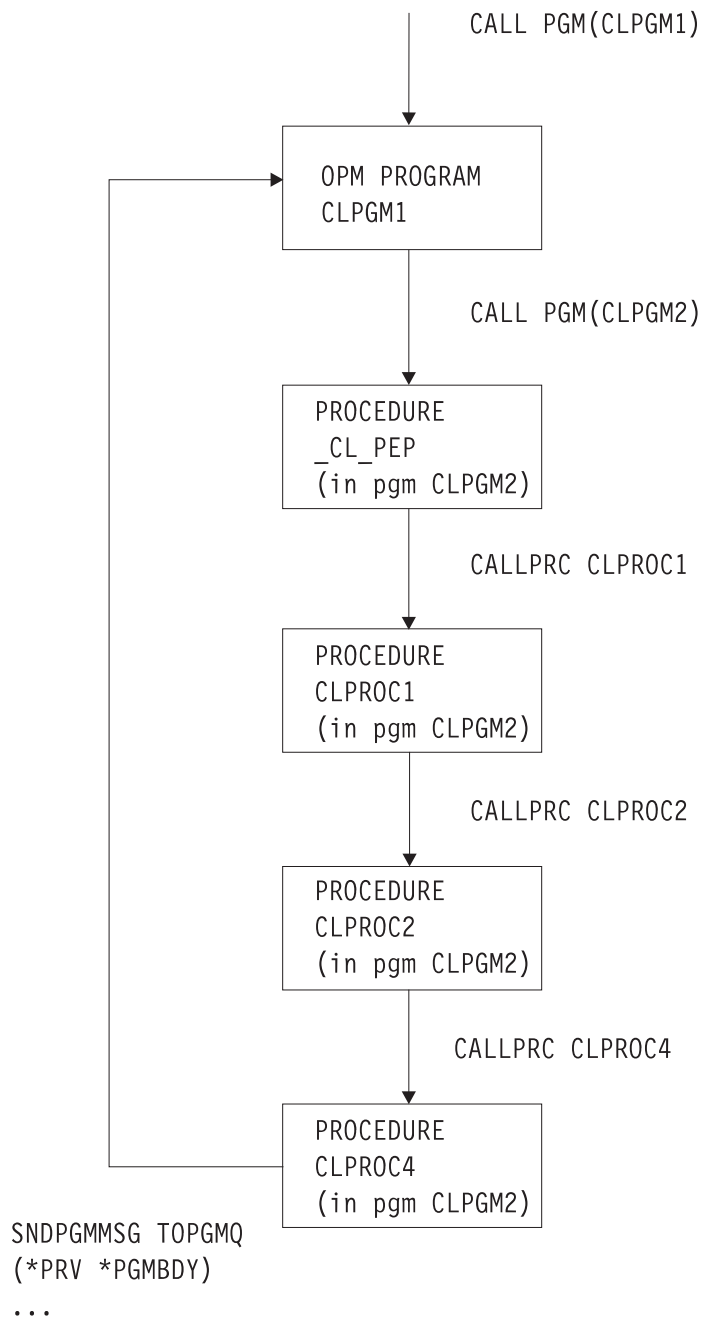 CALL PGM(CLPGM1)
OPM PROGRAM
CLPGM1
CALL PGM(CLPGM2)
PROCEDURE
_CL_PEP
(in pgm CLPGM2)
CALLPRC CLPROC1
PROCEDURE
CLPROC1
(in pgm CLPGM2)
CALLPRC CLPROC2
PROCEDURE
CLPROC2
(in pgm CLPGM2)
CALLPRC CLPROC4
PROCEDURE
CLPROC4
(in pgm CLPGM2)
SNDPGMMSG TOPGMQ
(*PRV *PGMBDY)
...